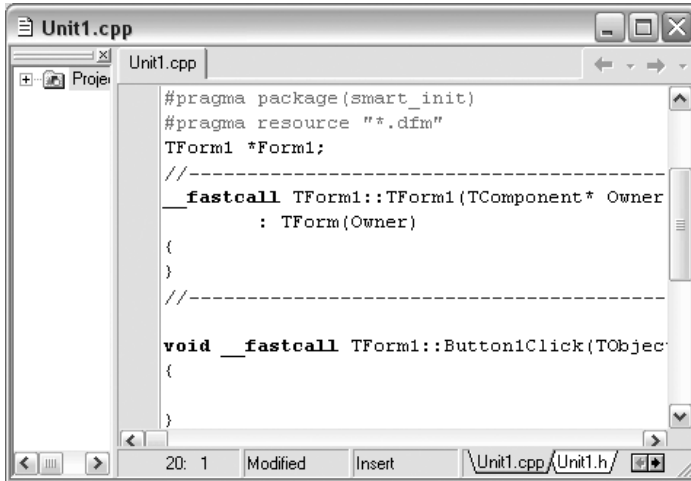 Unit1.cpp
Unit1.cpp
Projec
#pragma package(smart_init)
#pragma resource "*.dfm"
TForm1 *Form1;
//-----------------------------------------
__fastcall TForm1::TForm1(TComponent* Owner
: TForm(Owner)
{
}
//-----------------------------------------
void __fastcall TForm1::Button1Click(TObject
{
}
20: 1 Modified Insert \Unit1.cpp/Unit1.h/